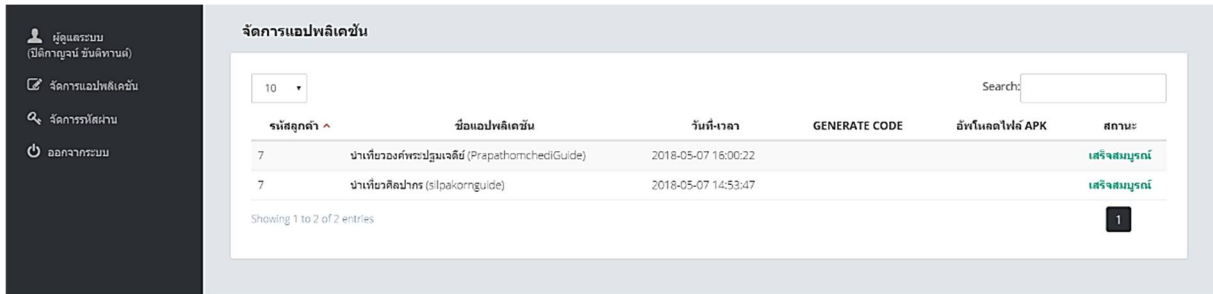 ผู้ดูแลระบบ
(ปิติกาญจน์ ขันติทานต์)
จัดการแอปพลิเคชัน
จัดการรหัสผ่าน
ออกจากระบบ
จัดการแอปพลิเคชัน
10 Search:
รหัสลูกค้า ชื่อแอปพลิเคชัน วันที่-เวลา GENERATE CODE อัพโหลดไฟล์ APK สถานะ
7 นำเที่ยวองค์พระปฐมเจดีย์ (PrapathomchediGuide) 2018-05-07 16:00:22 เสร็จสมบูรณ์
7 นำเที่ยวศิลปากร (silpakornguide) 2018-05-07 14:53:47 เสร็จสมบูรณ์
Showing 1 to 2 of 2 entries 1